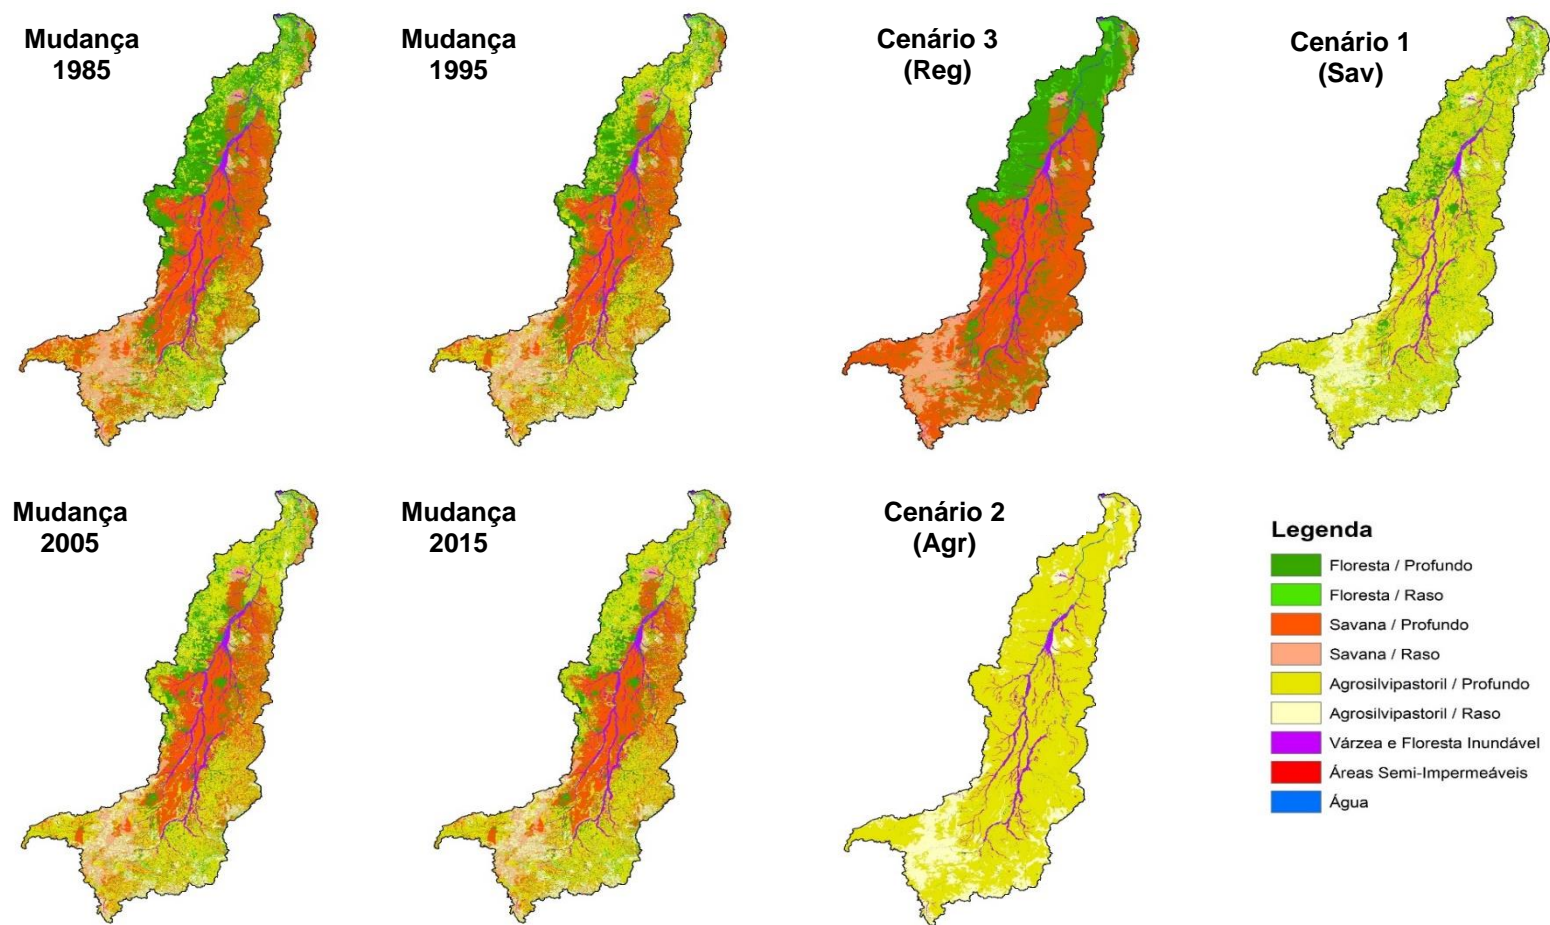 Mudança
1985
Mudança
1995
Cenário 3
(Reg)
Cenário 1
(Sav)
Mudança
2005
Mudança
2015
Cenário 2
(Agr)
Legenda
Floresta / Profundo
Floresta / Raso
Savana / Profundo
Savana / Raso
Agrosilvipastoril / Profundo
Agrosilvipastoril / Raso
Várzea e Floresta Inundável
Áreas Semi-Impermeáveis
Água